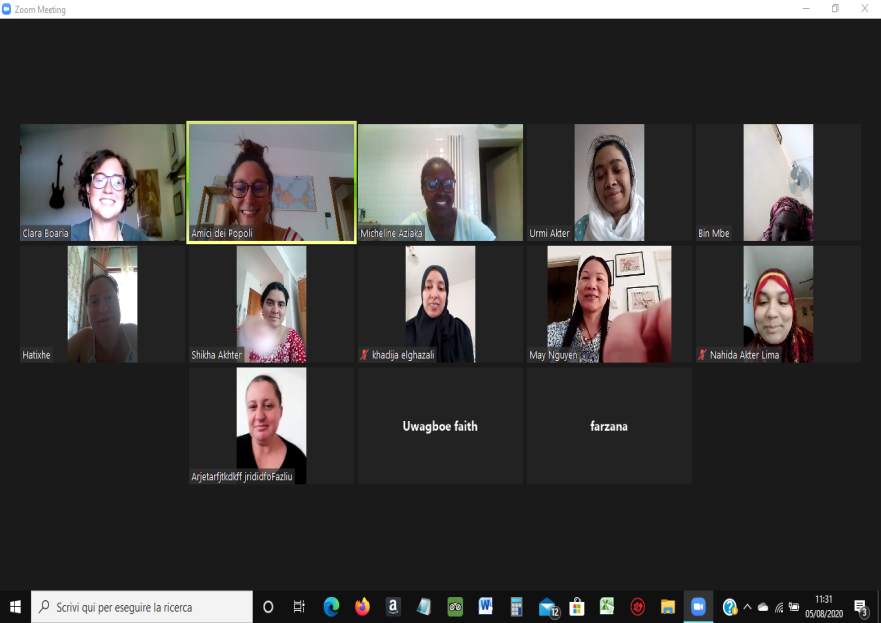 Zoom Meeting
Clara Boaria
Amici dei Popoli
Micheline Aziaka
Urmi Akter
Bin Mbe
Hatixhe
Shikha Akhter
khadija elghazali
May Nguyen
Nahida Akter Lima
Arjetarfjtkdkff jrididfoFazliu
Uwagboe faith
farzana
Scrivi qui per eseguire la ricerca
a
W
12
X
?
11:31
05/08/2020
3